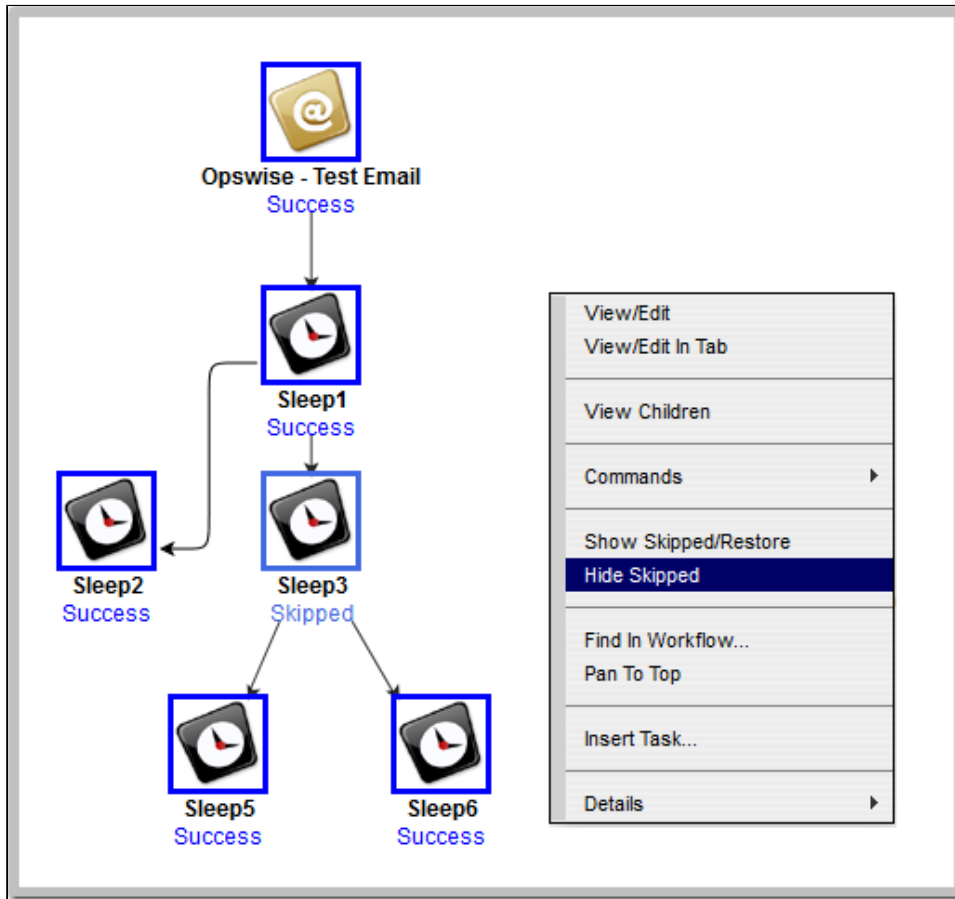 @
Opswise - Test Email
Success
Sleep1
Success
Sleep2
Success
Sleep3
Skipped
Sleep5
Success
Sleep6
Success
View/Edit
View/Edit In Tab
View Children
Commands
Show Skipped/Restore
Hide Skipped
Find In Workflow...
Pan To Top
Insert Task...
Details